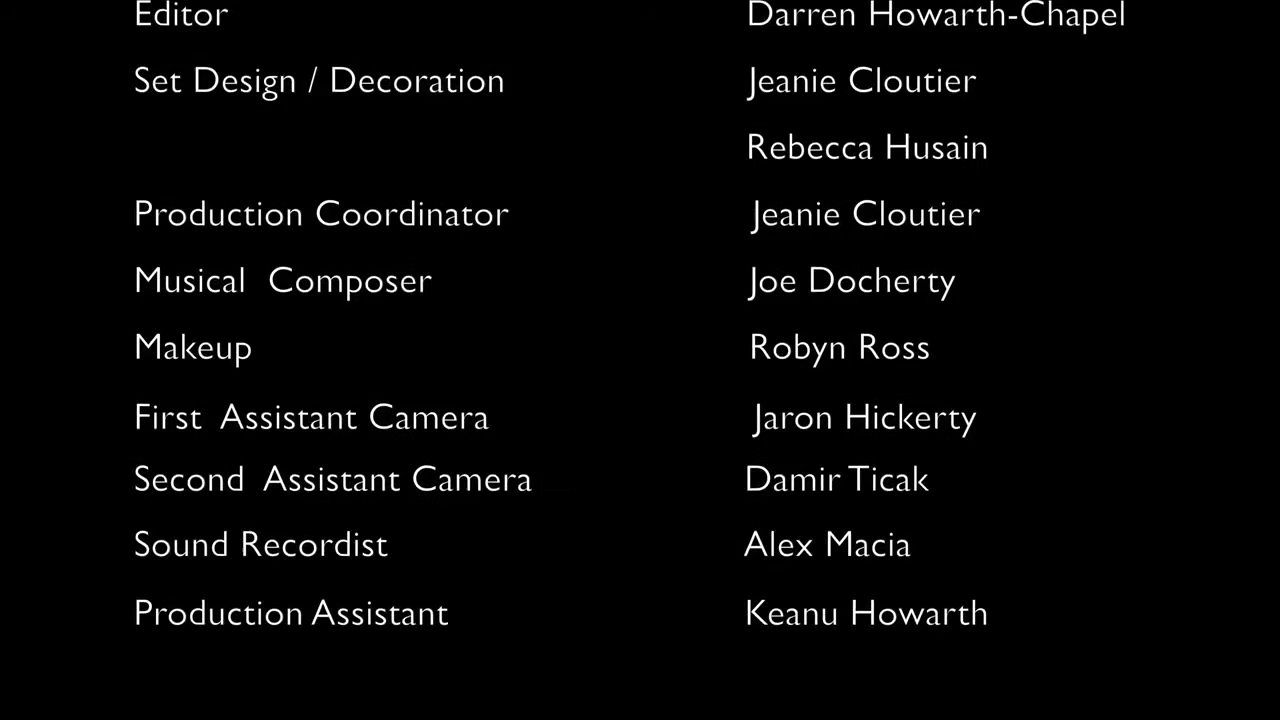 Editor Darren Howarth-Chapel
Set Design / Decoration Jeanie Cloutier
Rebecca Husain
Production Coordinator Jeanie Cloutier
Musical Composer Joe Docherty
Makeup Robyn Ross
First Assistant Camera Jaron Hickerty
Second Assistant Camera Damir Ticak
Sound Recordist Alex Macia
Production Assistant Keanu Howarth